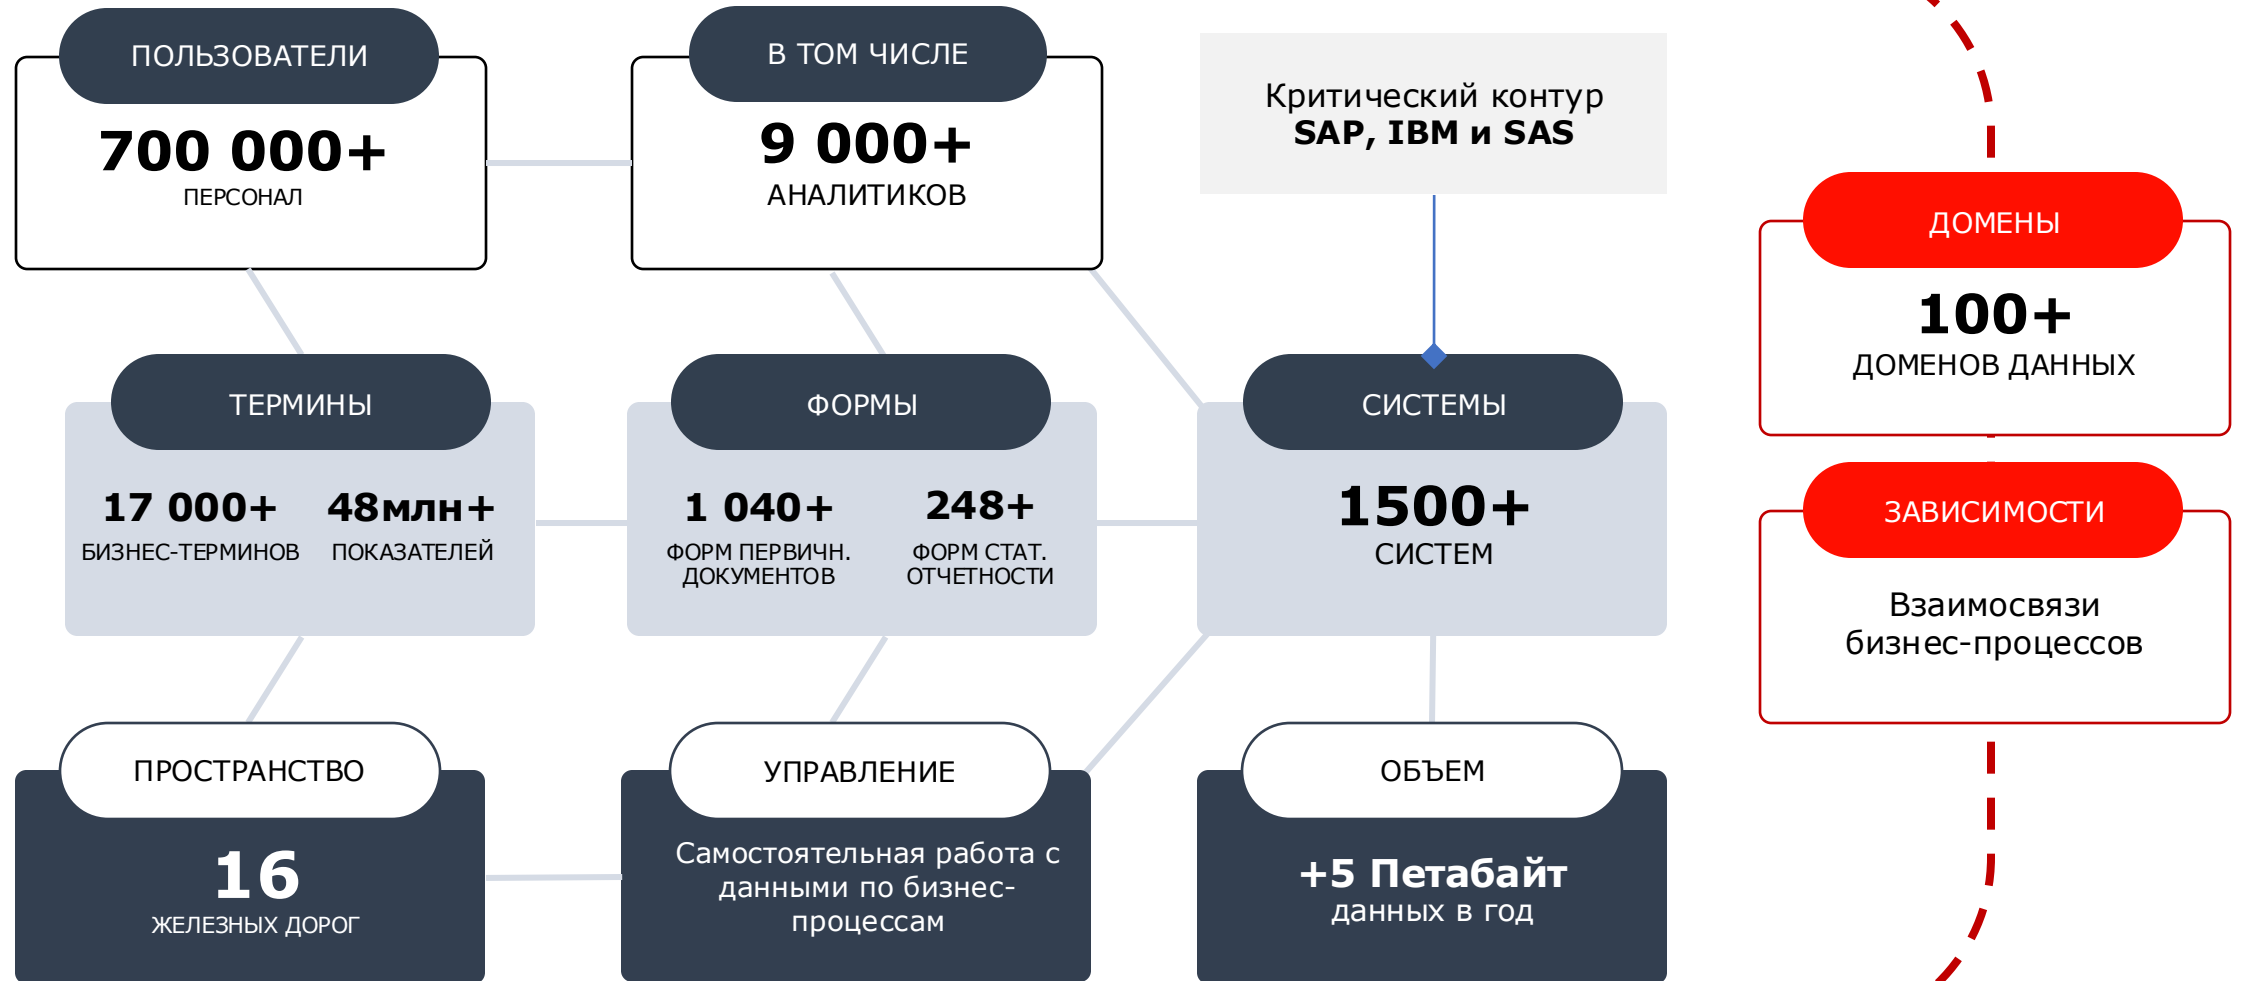 ПОЛЬЗОВАТЕЛИ
700 000+
ПЕРСОНАЛ
В ТОМ ЧИСЛЕ
9 000+
АНАЛИТИКОВ
Критический контур
SAP, IBM и SAS
ДОМЕНЫ
100+
ДОМЕНОВ ДАННЫХ
ТЕРМИНЫ
17 000+
БИЗНЕС-ТЕРМИНОВ
48млн+
ПОКАЗАТЕЛЕЙ
ФОРМЫ
1 040+
ФОРМ ПЕРВИЧН.
ДОКУМЕНТОВ
248+
ФОРМ СТАТ.
ОТЧЕТНОСТИ
СИСТЕМЫ
1500+
СИСТЕМ
ЗАВИСИМОСТИ
Взаимосвязи
бизнес-процессов
ПРОСТРАНСТВО
16
ЖЕЛЕЗНЫХ ДОРОГ
УПРАВЛЕНИЕ
Самостоятельная работа с
данными по бизнес-
процессам
ОБЪЕМ
+5 Петабайт
данных в год